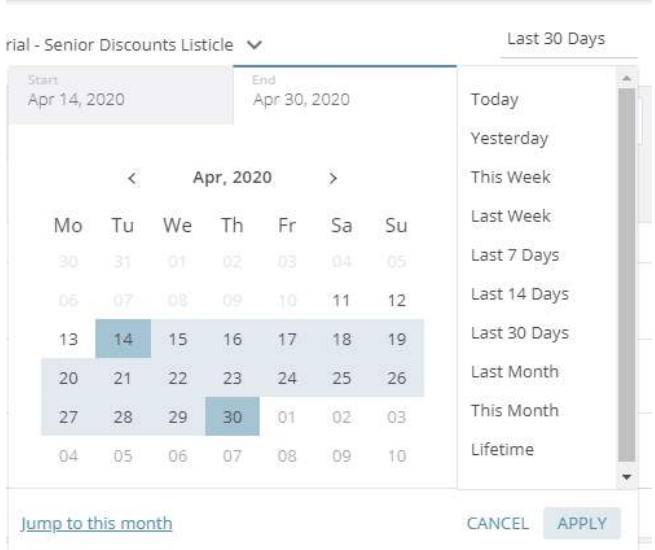 rial - Senior Discounts Listicle
Last 30 Days
Start
Apr 14, 2020
End
Apr 30, 2020
Apr, 2020
Mo Tu We Th Fr Sa Su
30 31 01 02 03 04 05
06 07 08 09 10 11 12
13 14 15 16 17 18 19
20 21 22 23 24 25 26
27 28 29 30 01 02 03
04 05 06 07 08 09 10
Today
Yesterday
This Week
Last Week
Last 7 Days
Last 14 Days
Last 30 Days
Last Month
This Month
Lifetime
Jump to this month
CANCEL
APPLY